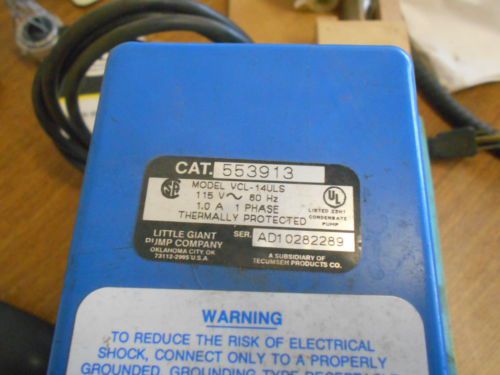 CAT. 553913
MODEL VCL-14ULS
115 V ~ 60 Hz
1.0 A 1 PHASE
THERMALLY PROTECTED
UL
LISTED 23H7
CONDENSATE
PUMP
SER. AD10282289
LITTLE GIANT
PUMP COMPANY
OKLAHOMA CITY, OK
73112-2995 U.S.A
A SUBSIDIARY OF
TECUMSEH PRODUCTS CO.
WARNING
TO REDUCE THE RISK OF ELECTRICAL
SHOCK, CONNECT ONLY TO A PROPERLY
GROUNDED, GROUNDING TYPE RECEPTACLE